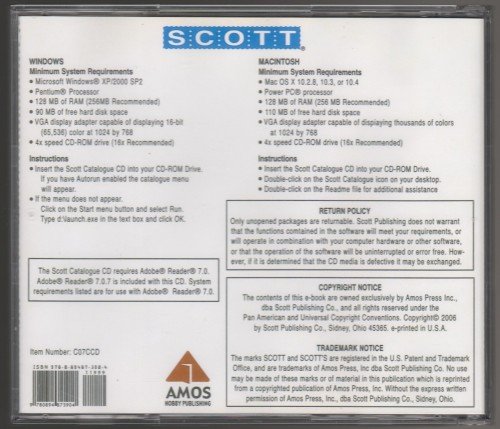 SCOTT®
WINDOWS
Minimum System Requirements
• Microsoft Windows® XP/2000 SP2
• Pentium® Processor
• 128 MB of RAM (256MB Recommended)
• 90 MB of free hard disk space
• VGA display adapter capable of displaying 16-bit
(65,536) color at 1024 by 768
• 4x speed CD-ROM drive (16x Recommended)
Instructions
• Insert the Scott Catalogue CD into your CD-ROM Drive.
If you have Autorun enabled the catalogue menu
will appear.
• If the menu does not appear.
Click on the Start menu button and select Run.
Type d:\launch.exe in the text box and click OK.
The Scott Catalogue CD requires Adobe® Reader® 7.0.
Adobe® Reader® 7.0.7 is included with this CD. System
requirements listed are for use with Adobe® Reader® 7.0.
Item Number: C07CCD
MACINTOSH
Minimum System Requirements
• Mac OS X 10.2.8, 10.3, or 10.4
• Power PC® processor
• 128 MB of RAM (256 MB Recommended)
• 110 MB of free hard disk space
• VGA display adapter capable of displaying thousands of colors
at 1024 by 768
• 4x speed CD-ROM drive (16x Recommended)
Instructions
• Insert the Scott Catalogue CD into your CD-ROM Drive.
• Double-click on the Scott Catalogue icon on your desktop.
• Double-click on the Readme file for additional assistance
RETURN POLICY
Only unopened packages are returnable. Scott Publishing does not warrant
that the functions contained in the software will meet your requirements, or
will operate in combination with your computer hardware or other software,
or that the operation of the software will be uninterrupted or error free. How-
ever, if it is determined that the CD media is defective it may be exchanged.
COPYRIGHT NOTICE
The contents of this e-book are owned exclusively by Amos Press Inc.,
dba Scott Publishing Co., and all rights thereto are reserved under the
Pan American and Universal Copyright Conventions. Copyright©2006
by Scott Publishing Co., Sidney, Ohio 45365. e-printed in U.S.A.
TRADEMARK NOTICE
The marks SCOTT and SCOTT'S are registered in the U.S. Patent and Trademark
Office, and are trademarks of Amos Press, Inc, dba Scott Publishing Co. No use
may be made of these marks or of material in this publication which is reprinted
from a copyrighted publication of Amos Press, Inc. Without the express written
permission of Amos Press, Inc., dba Scott Publishing Co., Sidney, Ohio.
AMOS
HOBBY PUBLISHING